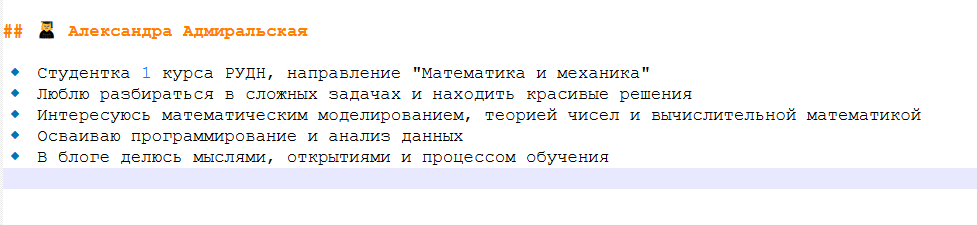 ## 👩‍🎓 Александра Адмиральская
🔹 Студентка 1 курса РУДН, направление "Математика и механика"
🔹 Люблю разбираться в сложных задачах и находить красивые решения
🔹 Интересуюсь математическим моделированием, теорией чисел и вычислительной математикой
🔹 Осваиваю программирование и анализ данных
🔹 В блоге делюсь мыслями, открытиями и процессом обучения